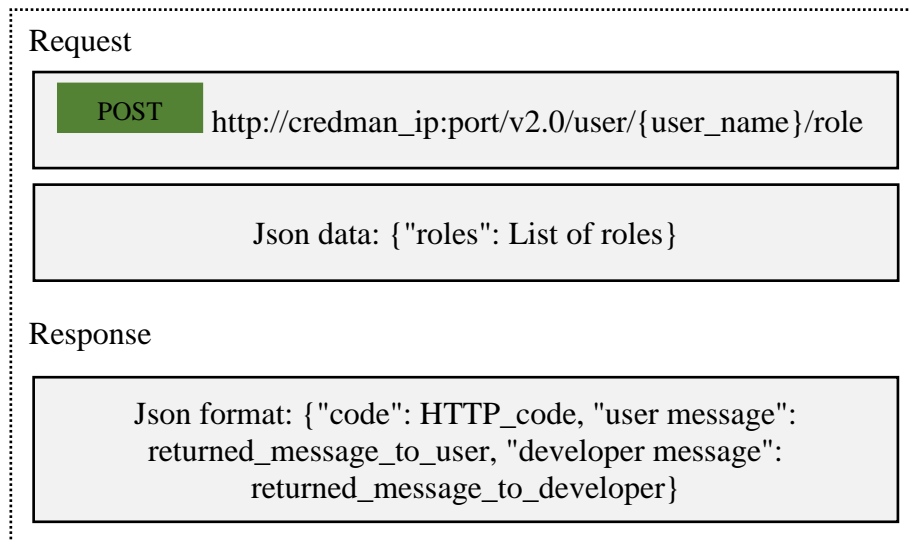 Request
POST http://credman_ip:port/v2.0/user/{user_name}/role
Json data: {"roles": List of roles}
Response
Json format: {"code": HTTP_code, "user message":
returned_message_to_user, "developer message":
returned_message_to_developer}